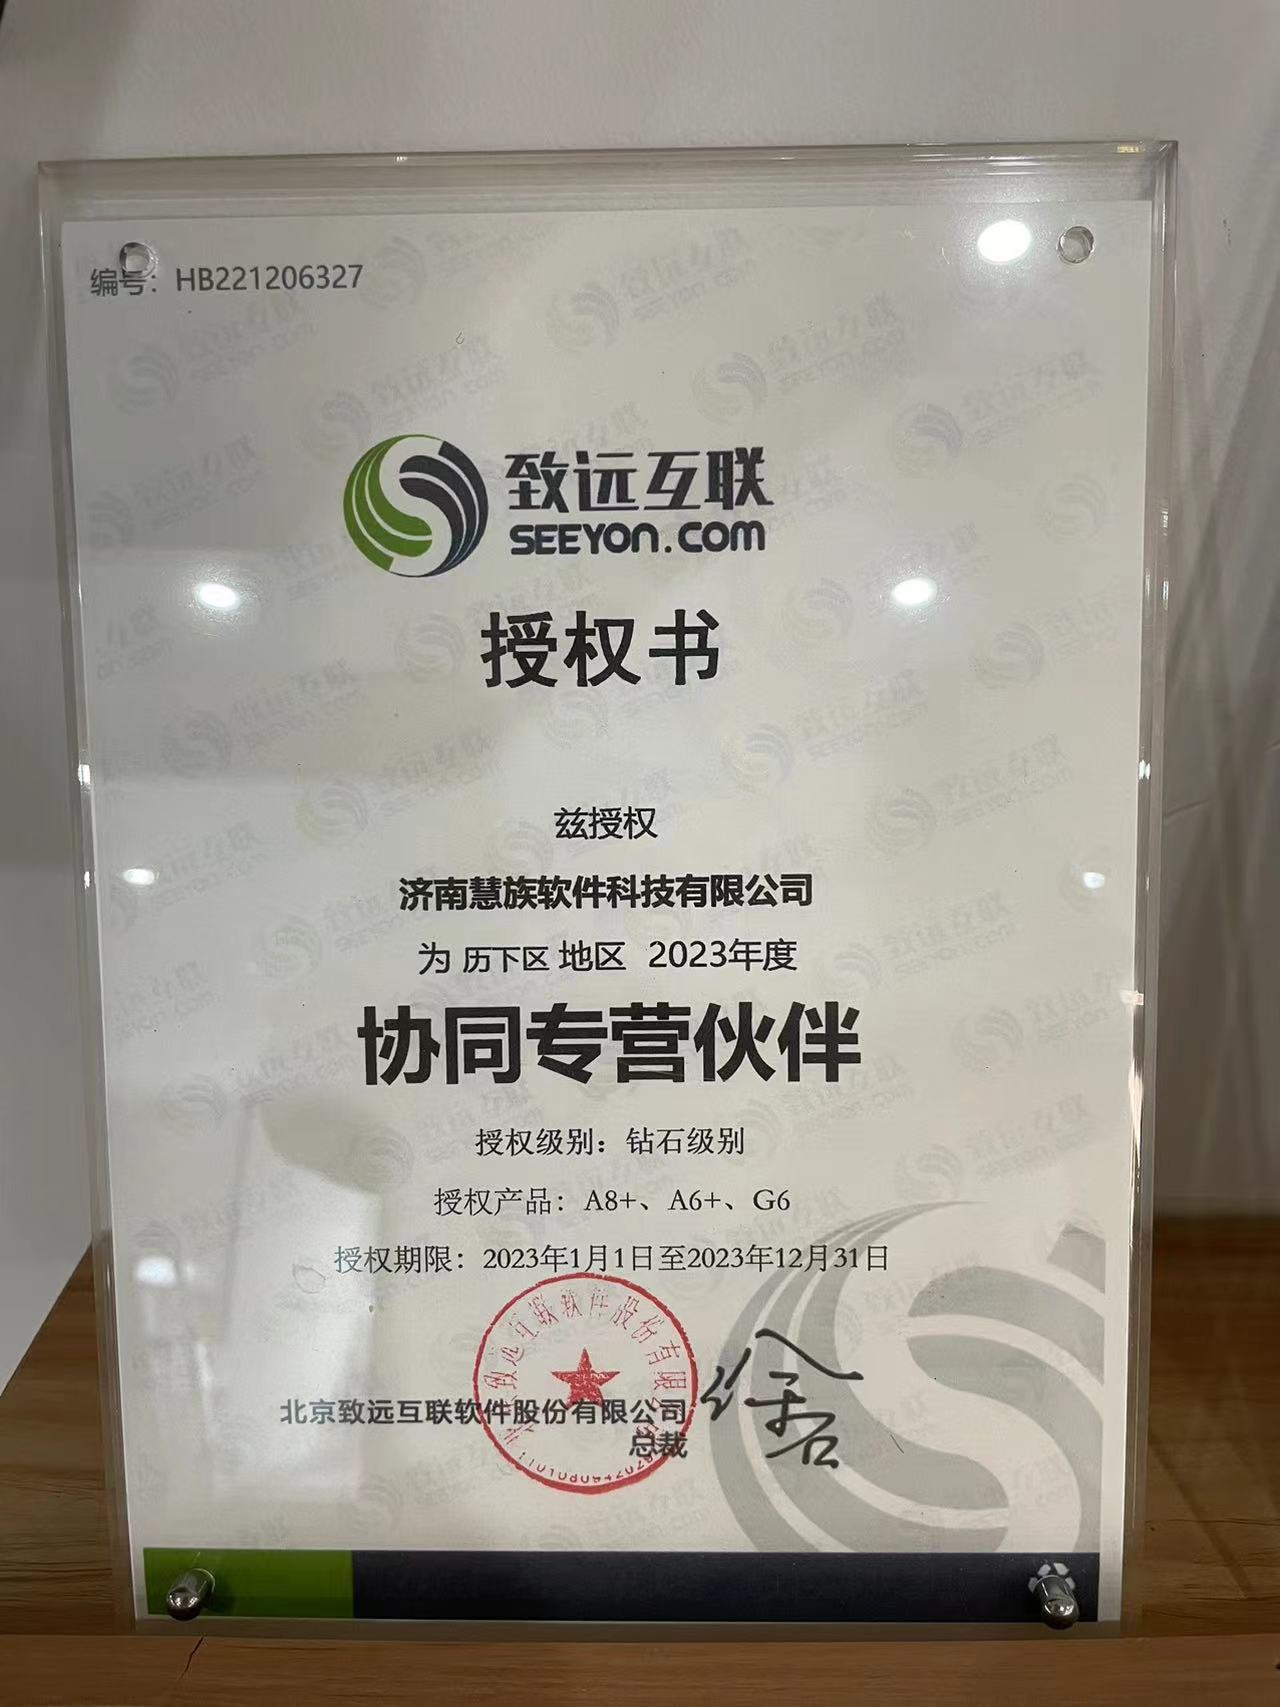 编号：HB221206327
致远互联
SEEYON.COM
授权书
兹授权
济南慧族软件科技有限公司
为 历下区 地区 2023年度
协同专营伙伴
授权级别：钻石级别
授权产品：A8+、A6+、G6
授权期限：2023年1月1日至2023年12月31日
北京致远互联软件股份有限公司
总裁